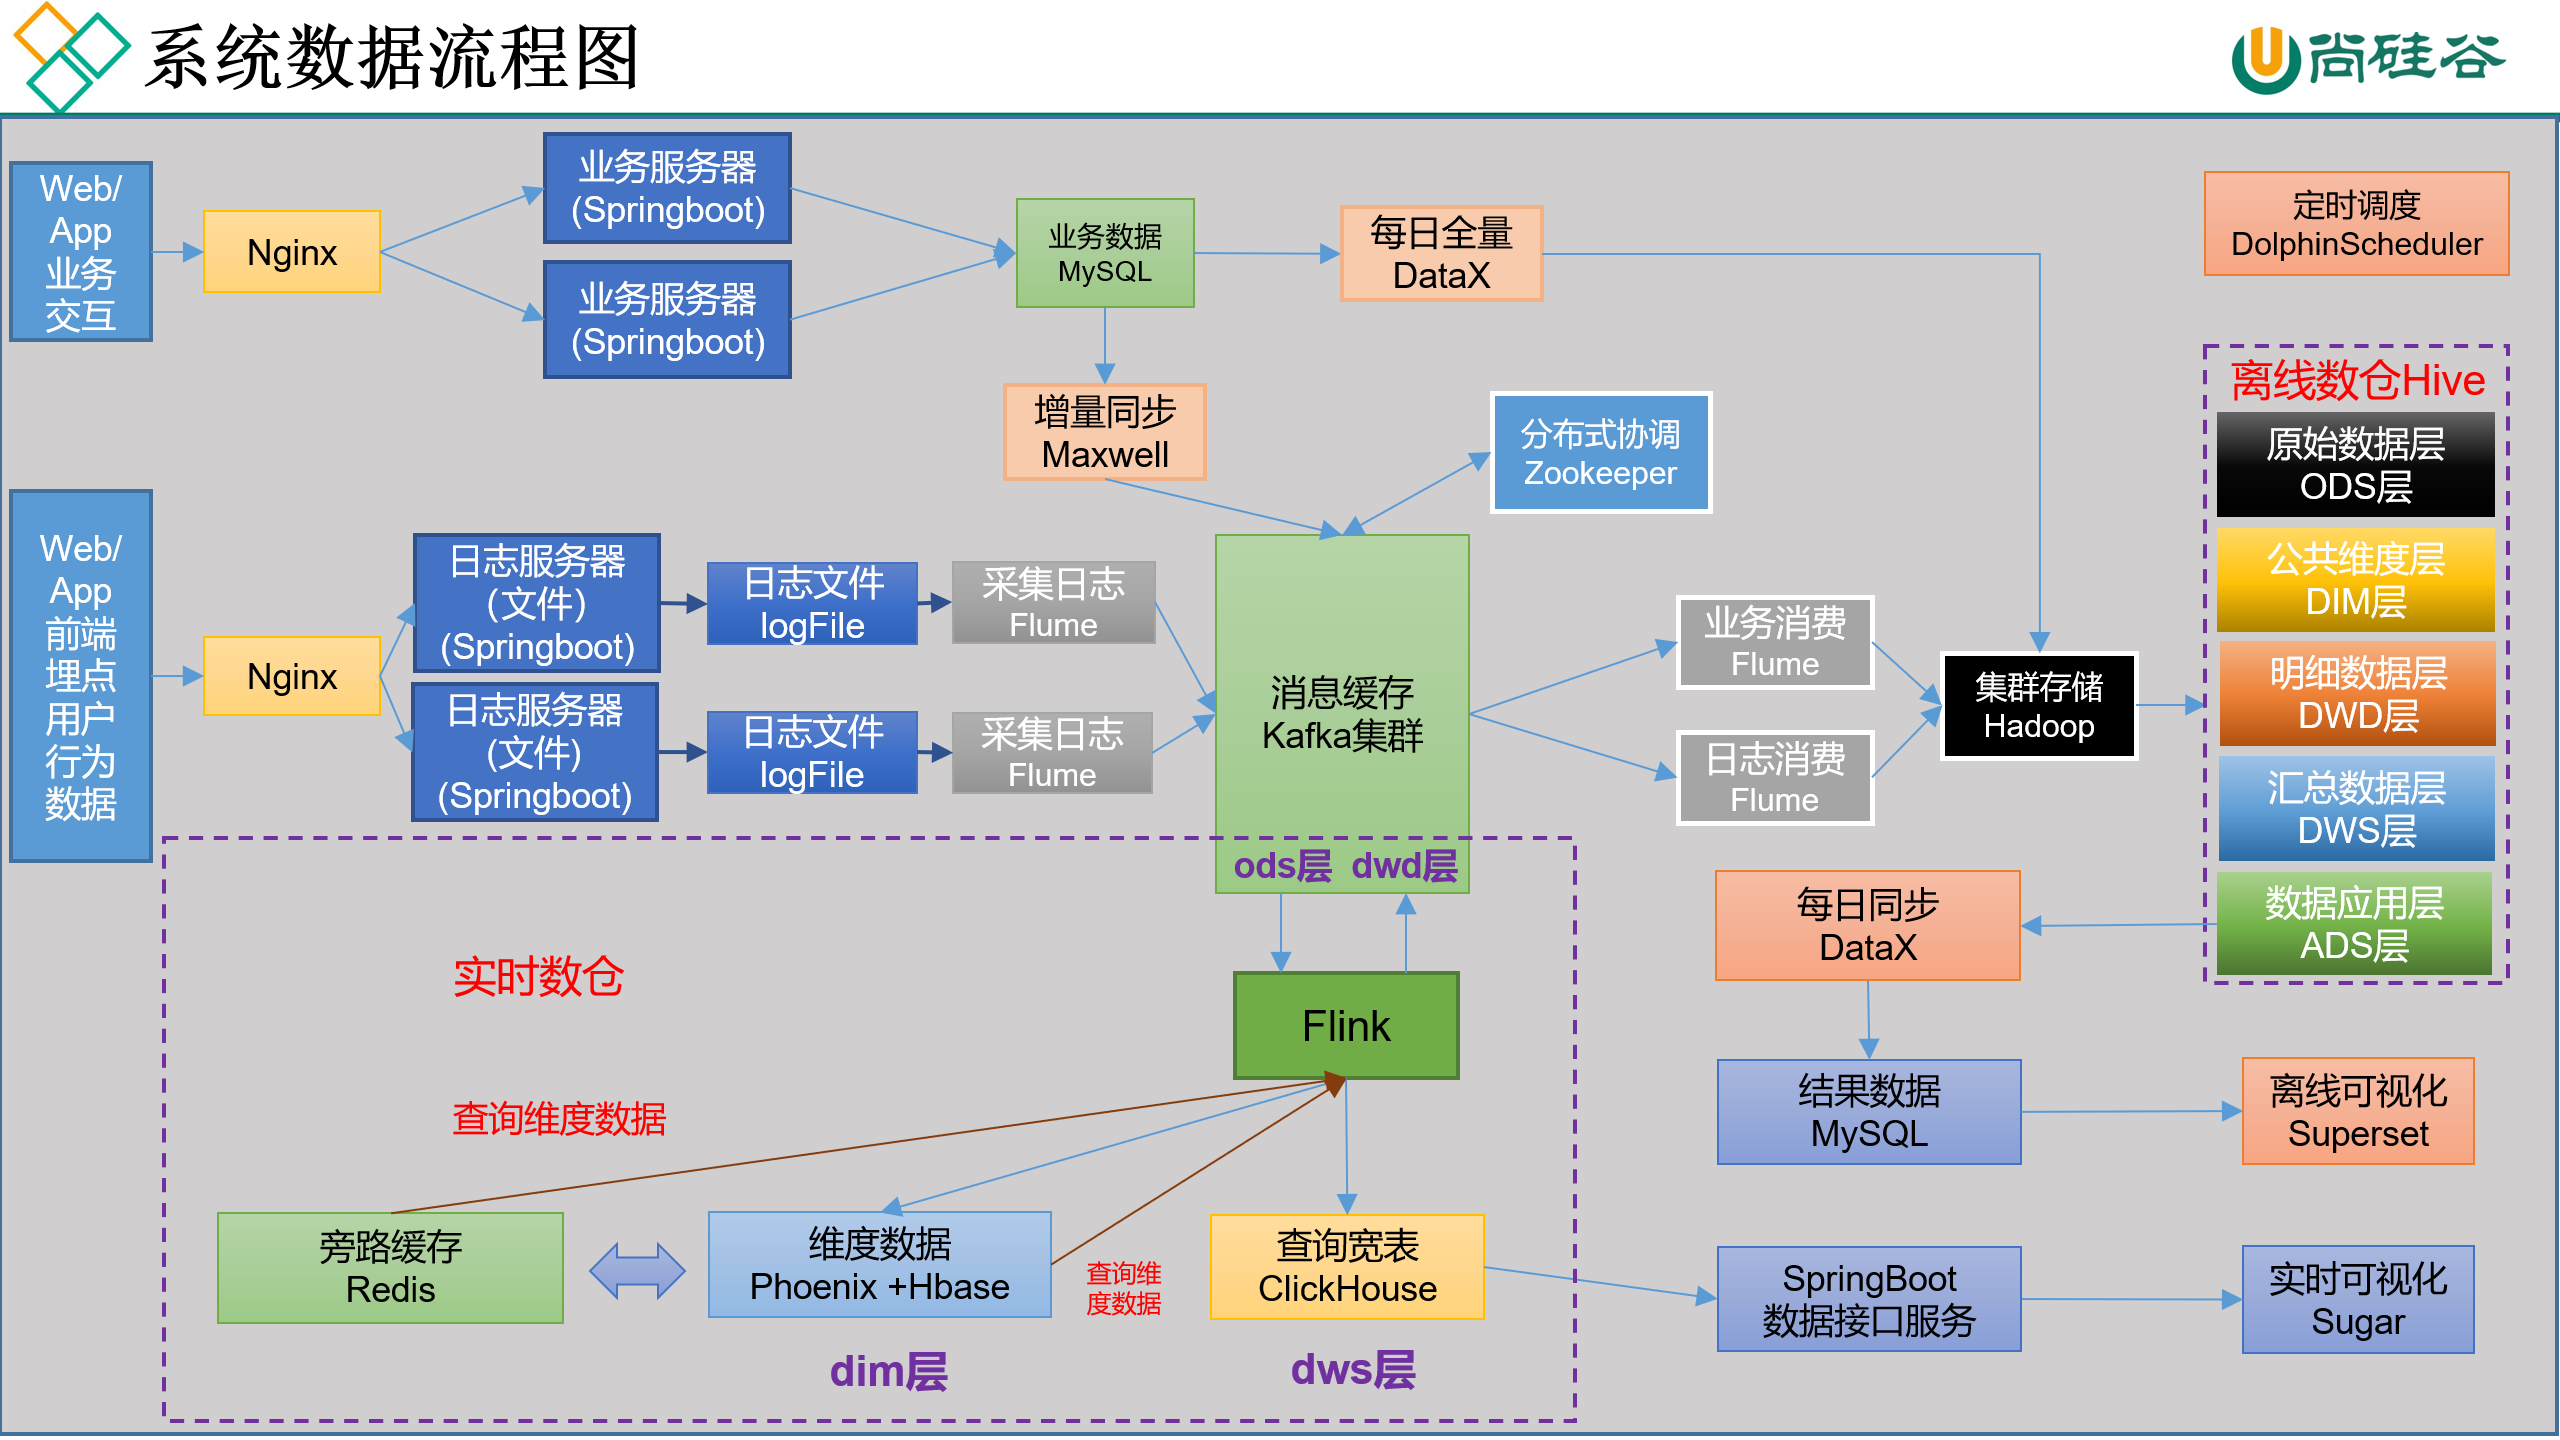 系统数据流程图
尚硅谷
Web/
App
业务
交互
Nginx
业务服务器
(Springboot)
业务服务器
(Springboot)
业务数据
MySQL
每日全量
DataX
定时调度
DolphinScheduler
增量同步
Maxwell
分布式协调
Zookeeper
离线数仓Hive
原始数据层
ODS层
公共维度层
DIM层
明细数据层
DWD层
汇总数据层
DWS层
数据应用层
ADS层
Web/
App
前端
埋点
用户
行为
数据
Nginx
日志服务器
（文件）
(Springboot)
日志服务器
(文件)
(Springboot)
日志文件
logFile
日志文件
logFile
采集日志
Flume
采集日志
Flume
消息缓存
Kafka集群
ods层 dwd层
业务消费
Flume
日志消费
Flume
集群存储
Hadoop
每日同步
DataX
实时数仓
Flink
查询维度数据
结果数据
MySQL
离线可视化
Superset
旁路缓存
Redis
维度数据
Phoenix +Hbase
查询维
度数据
查询宽表
ClickHouse
SpringBoot
数据接口服务
实时可视化
Sugar
dim层
dws层